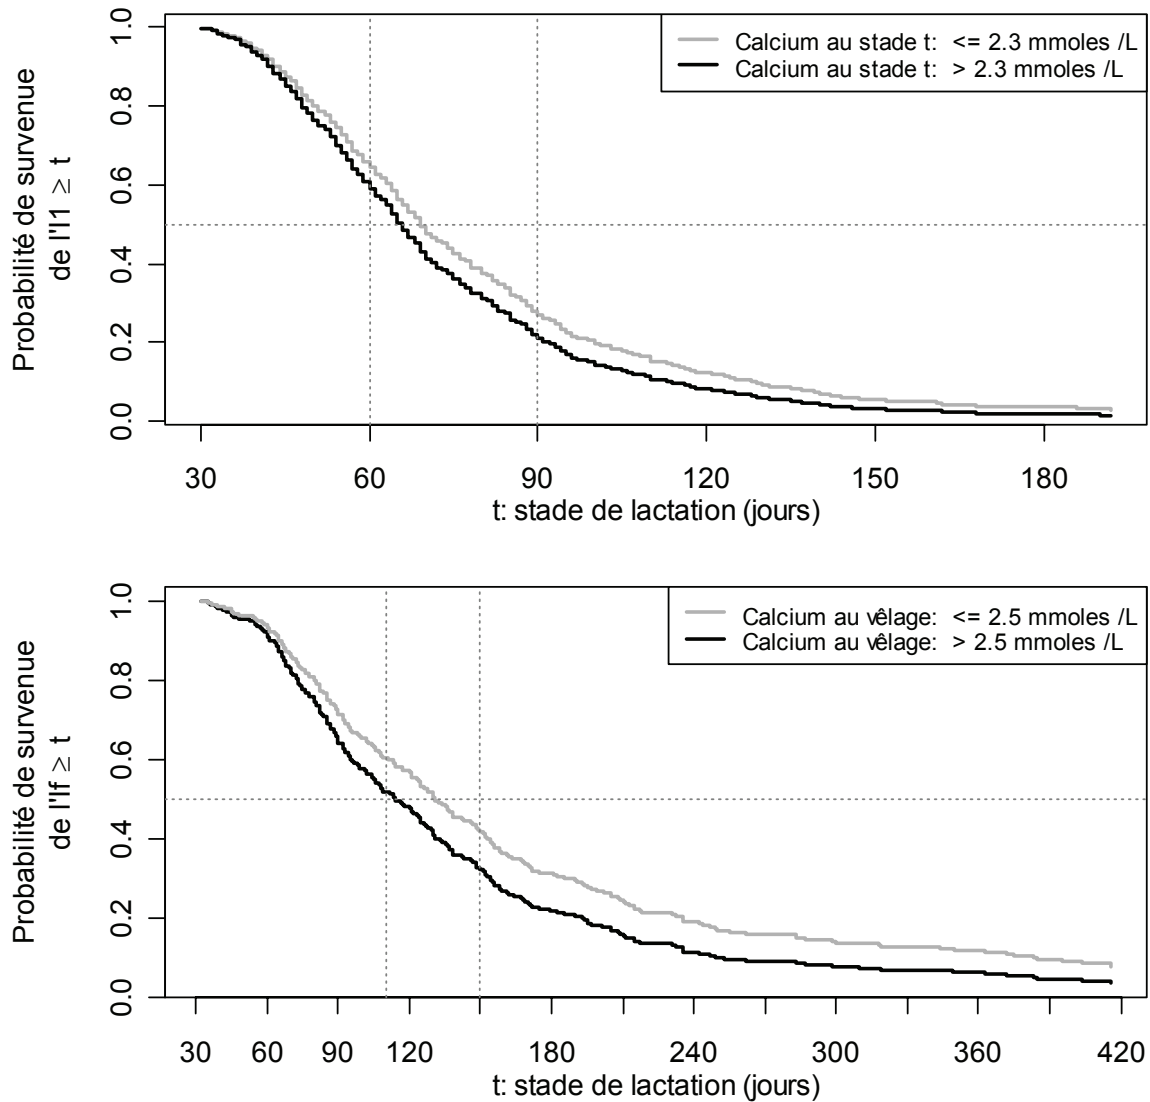 Probabilité de survenue
de l'I1 ≥ t
1.0
0.8
0.6
0.4
0.2
0.0
Calcium au stade t: <= 2.3 mmoles /L
Calcium au stade t: > 2.3 mmoles /L
30 60 90 120 150 180
t: stade de lactation (jours)
Probabilité de survenue
de l'If ≥ t
1.0
0.8
0.6
0.4
0.2
0.0
Calcium au vêlage: <= 2.5 mmoles /L
Calcium au vêlage: > 2.5 mmoles /L
30 60 90 120 180 240 300 360 420
t: stade de lactation (jours)